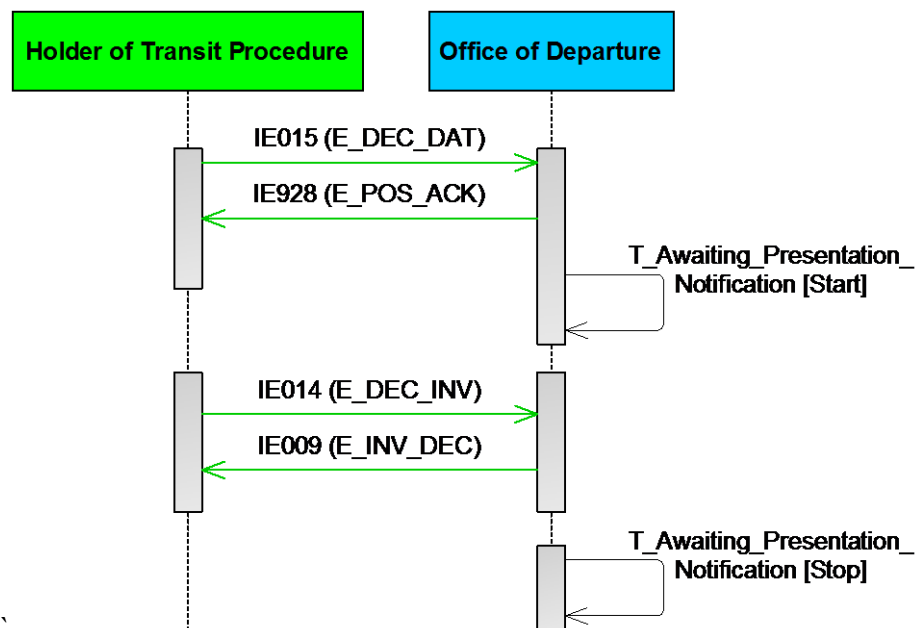 Holder of Transit Procedure
Office of Departure
IE015 (E_DEC_DAT)
IE928 (E_POS_ACK)
T_Awaiting_Presentation_
Notification [Start]
IE014 (E_DEC_INV)
IE009 (E_INV_DEC)
T_Awaiting_Presentation_
Notification [Stop]
`